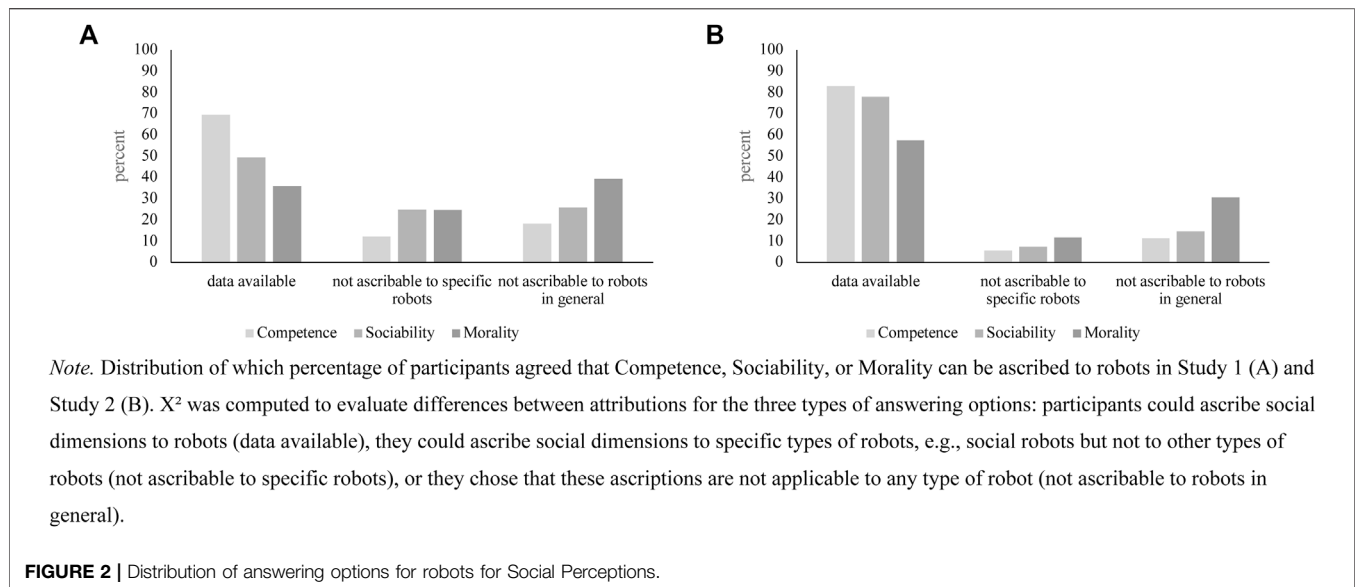 A
100
90
80
70
60
50
40
30
20
10
0
percent
data available
not ascribable to specific
robots
not ascribable to robots
in general
Competence Sociability Morality
B
100
90
80
70
60
50
40
30
20
10
0
percent
data available
not ascribable to
specific robots
not ascribable to robots
in general
Competence Sociability Morality
Note. Distribution of which percentage of participants agreed that Competence, Sociability, or Morality can be ascribed to robots in Study 1 (A) and
Study 2 (B). X² was computed to evaluate differences between attributions for the three types of answering options: participants could ascribe social
dimensions to robots (data available), they could ascribe social dimensions to specific types of robots, e.g., social robots but not to other types of
robots (not ascribable to specific robots), or they chose that these ascriptions are not applicable to any type of robot (not ascribable to robots in
general).
FIGURE 2 | Distribution of answering options for robots for Social Perceptions.